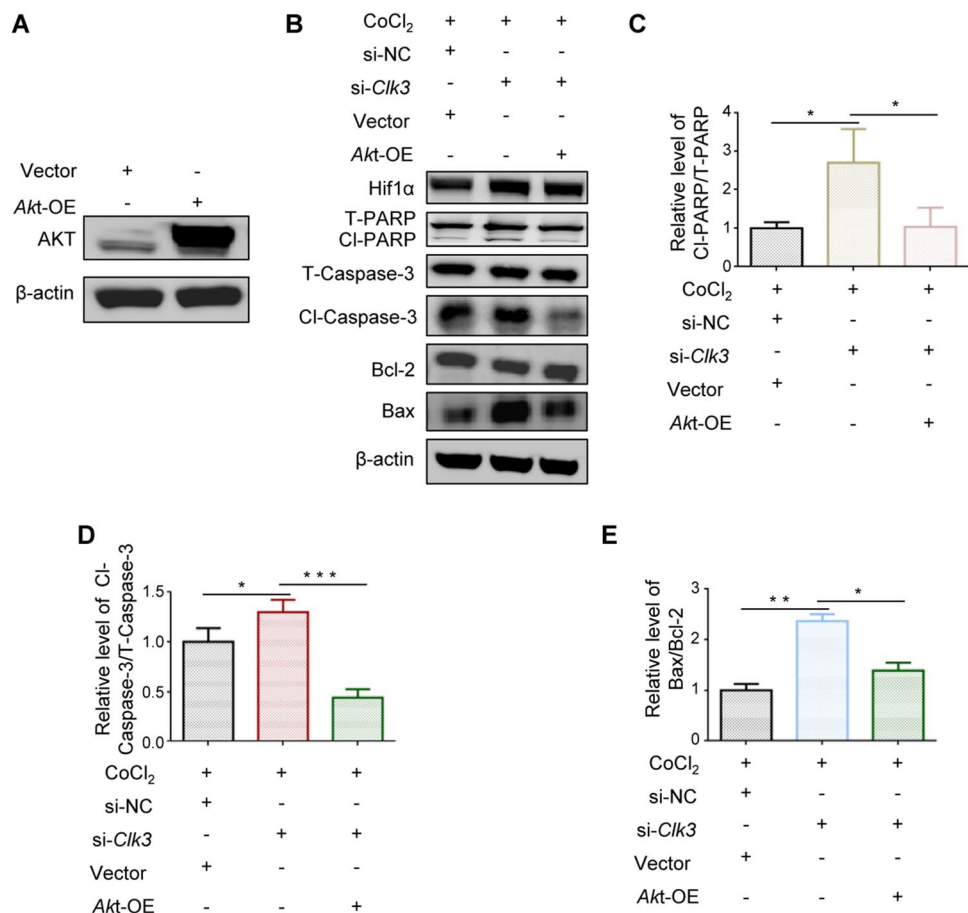 A
Vector + -
Akt-OE - +
AKT
β-actin
B
CoCl2 + + +
si-NC + - -
si-Clk3 - + +
Vector + - -
Akt-OE - - +
Hif1α
T-PARP
Cl-PARP
T-Caspase-3
Cl-Caspase-3
Bcl-2
Bax
β-actin
C
Relative level of
Cl-PARP/T-PARP
4
3
2
1
0
* *
CoCl2 + + +
si-NC + - -
si-Clk3 - + +
Vector + - -
Akt-OE - - +
D
Relative level of Cl-
Caspase-3/T-Caspase-3
1.5
1.0
0.5
0.0
* ***
CoCl2 + + +
si-NC + - -
si-Clk3 - + +
Vector + - -
Akt-OE - - +
E
Relative level of
Bax/Bcl-2
3
2
1
0
** *
CoCl2 + + +
si-NC + - -
si-Clk3 - + +
Vector + - -
Akt-OE - - +